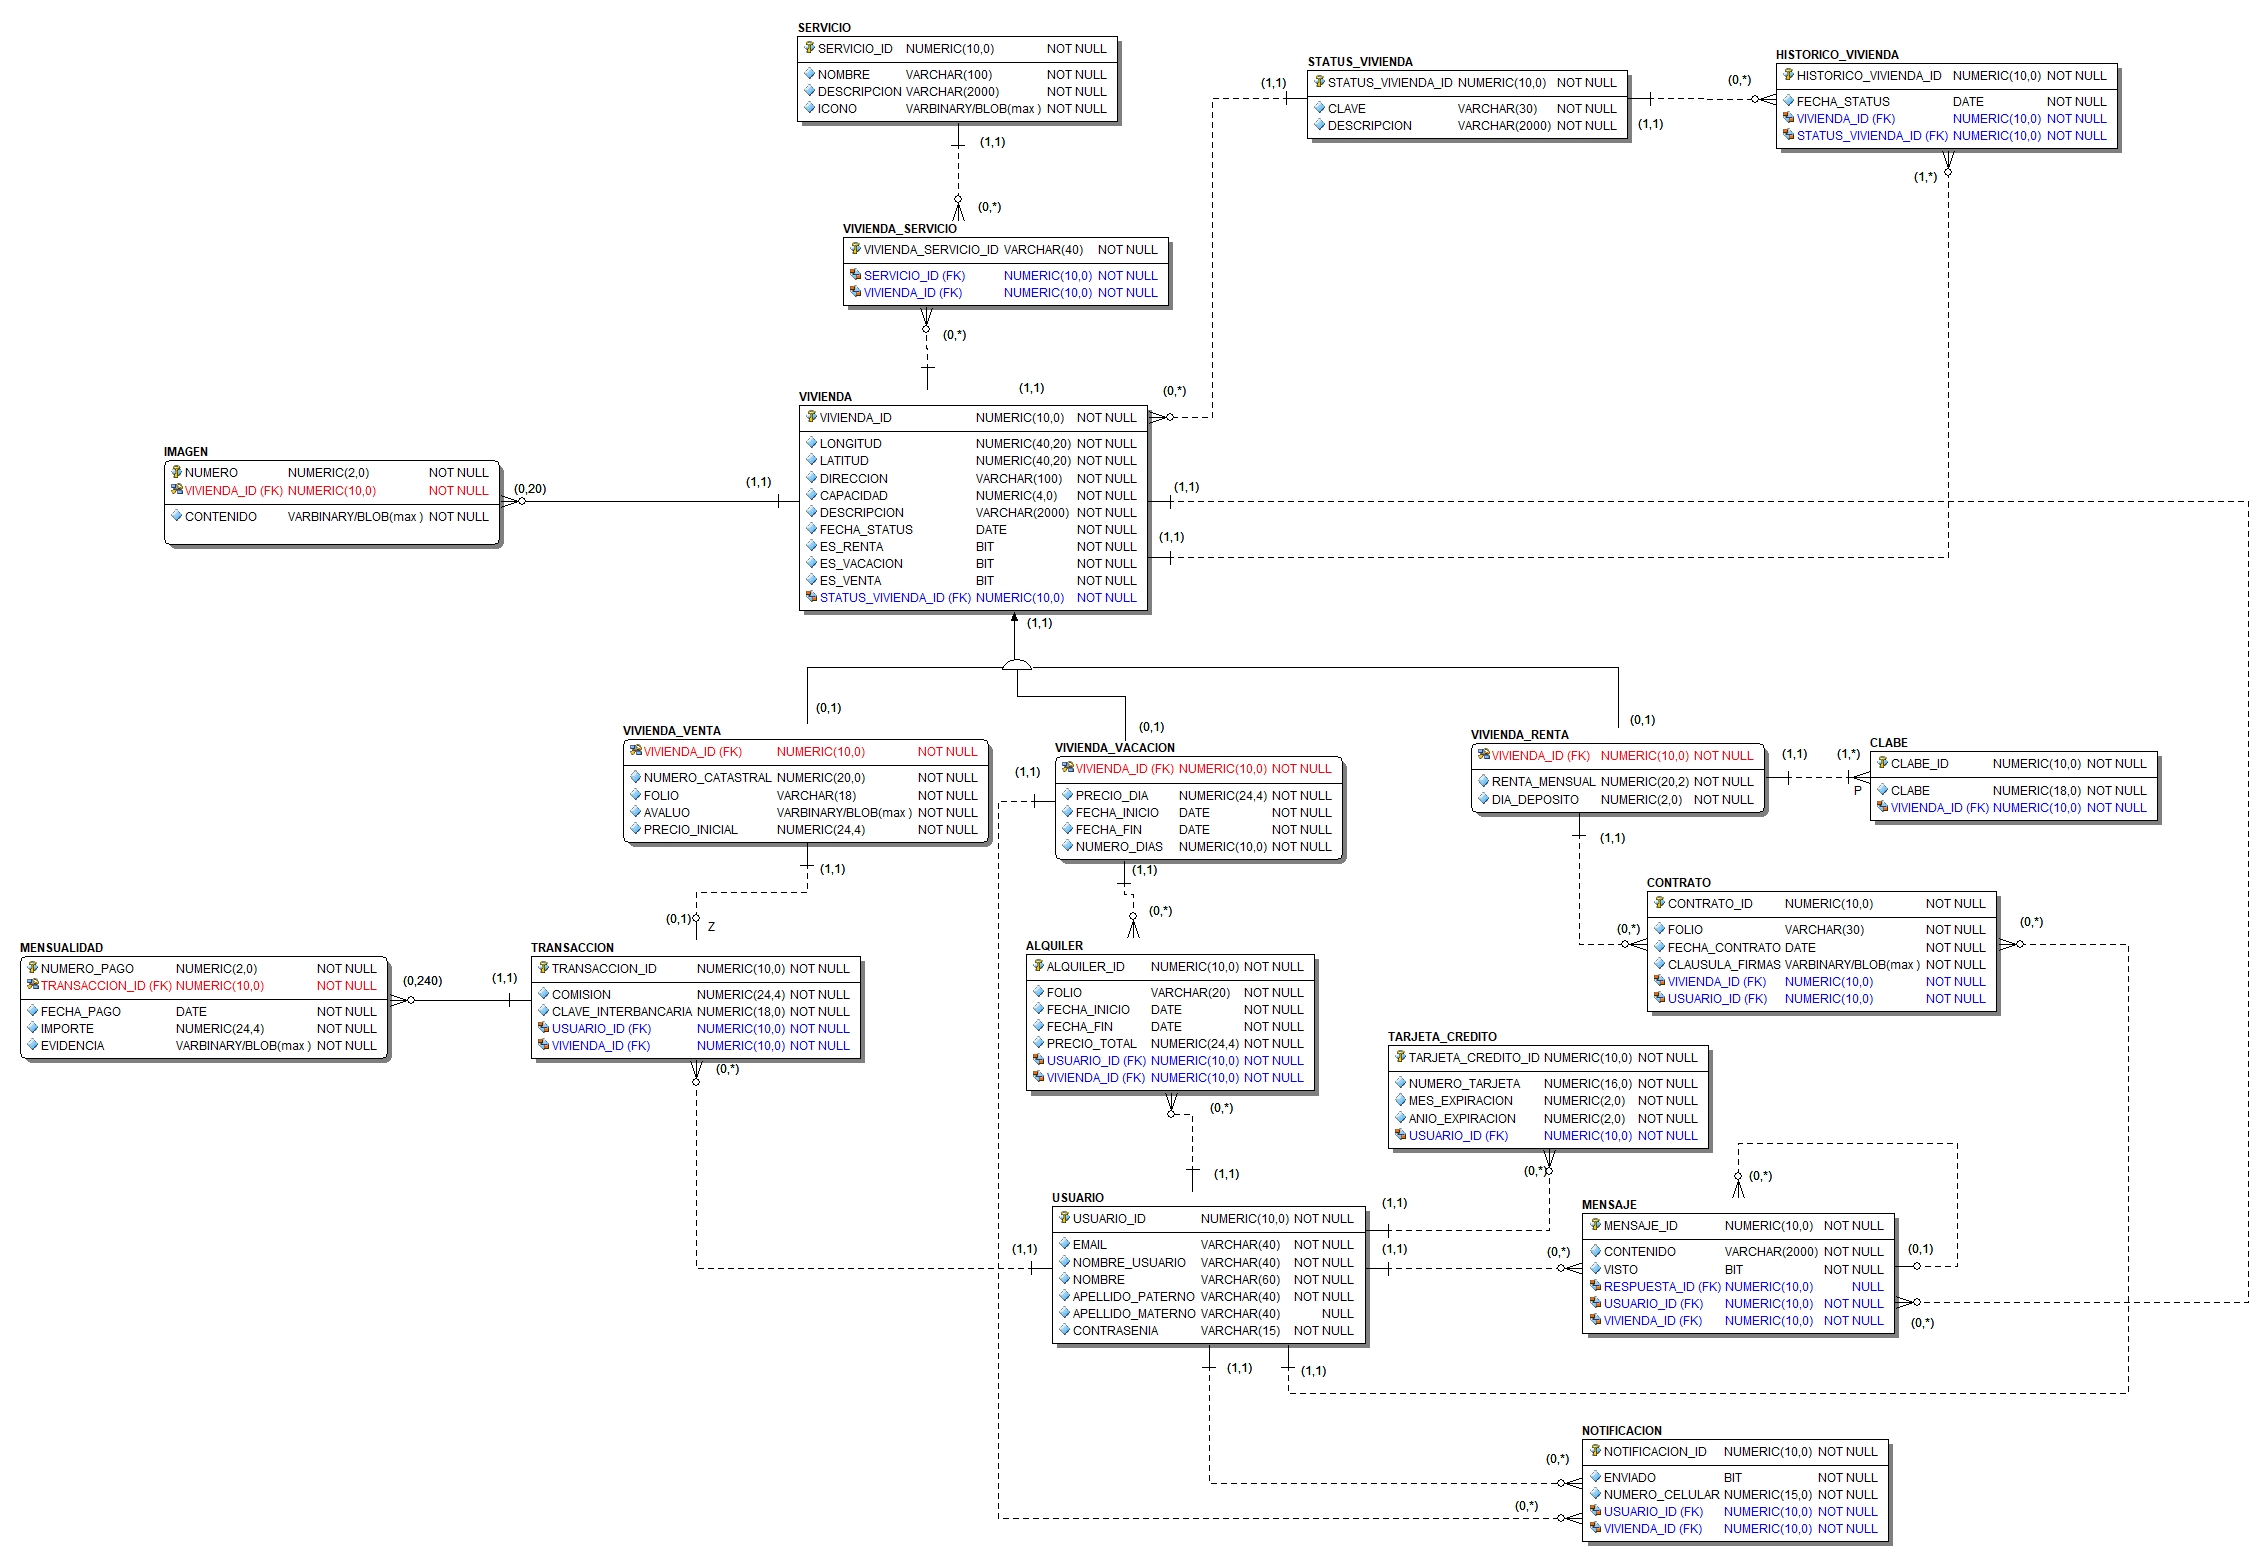 SERVICIO
SERVICIO_ID NUMERIC(10,0) NOT NULL
NOMBRE VARCHAR(100) NOT NULL
DESCRIPCION VARCHAR(2000) NOT NULL
ICONO VARBINARY/BLOB(max ) NOT NULL
(1,1)
(0,*)
STATUS_VIVIENDA
STATUS_VIVIENDA_ID NUMERIC(10,0) NOT NULL
CLAVE VARCHAR(30) NOT NULL
DESCRIPCION VARCHAR(2000) NOT NULL
(1,1)
(1,1)
(0,*)
HISTORICO_VIVIENDA
HISTORICO_VIVIENDA_ID NUMERIC(10,0) NOT NULL
FECHA_STATUS DATE NOT NULL
VIVIENDA_ID (FK) NUMERIC(10,0) NOT NULL
STATUS_VIVIENDA_ID (FK) NUMERIC(10,0) NOT NULL
(1,*)
VIVIENDA_SERVICIO
VIVIENDA_SERVICIO_ID VARCHAR(40) NOT NULL
SERVICIO_ID (FK) NUMERIC(10,0) NOT NULL
VIVIENDA_ID (FK) NUMERIC(10,0) NOT NULL
(0,*)
(1,1)
(0,*)
VIVIENDA
VIVIENDA_ID NUMERIC(10,0) NOT NULL
LONGITUD NUMERIC(40,20) NOT NULL
LATITUD NUMERIC(40,20) NOT NULL
DIRECCION VARCHAR(100) NOT NULL
CAPACIDAD NUMERIC(4,0) NOT NULL
DESCRIPCION VARCHAR(2000) NOT NULL
FECHA_STATUS DATE NOT NULL
ES_RENTA BIT NOT NULL
ES_VACACION BIT NOT NULL
ES_VENTA BIT NOT NULL
STATUS_VIVIENDA_ID (FK) NUMERIC(10,0) NOT NULL
(1,1)
(1,1)
(1,1)
(1,1)
IMAGEN
NUMERO NUMERIC(2,0) NOT NULL
VIVIENDA_ID (FK) NUMERIC(10,0) NOT NULL
CONTENIDO VARBINARY/BLOB(max ) NOT NULL
(0,20)
(0,1)
(0,1)
(0,1)
VIVIENDA_VENTA
VIVIENDA_ID (FK) NUMERIC(10,0) NOT NULL
NUMERO_CATASTRAL NUMERIC(20,0) NOT NULL
FOLIO VARCHAR(18) NOT NULL
AVALUO VARBINARY/BLOB(max ) NOT NULL
PRECIO_INICIAL NUMERIC(24,4) NOT NULL
(1,1)
(0,1)
Z
VIVIENDA_VACACION
VIVIENDA_ID (FK) NUMERIC(10,0) NOT NULL
PRECIO_DIA NUMERIC(24,4) NOT NULL
FECHA_INICIO DATE NOT NULL
FECHA_FIN DATE NOT NULL
NUMERO_DIAS NUMERIC(10,0) NOT NULL
(1,1)
(1,1)
(0,*)
VIVIENDA_RENTA
VIVIENDA_ID (FK) NUMERIC(10,0) NOT NULL
RENTA_MENSUAL NUMERIC(20,2) NOT NULL
DIA_DEPOSITO NUMERIC(2,0) NOT NULL
(1,1)
(1,*)
P
(1,1)
CLABE
CLABE_ID NUMERIC(10,0) NOT NULL
CLABE NUMERIC(18,0) NOT NULL
VIVIENDA_ID (FK) NUMERIC(10,0) NOT NULL
CONTRATO
CONTRATO_ID NUMERIC(10,0) NOT NULL
FOLIO VARCHAR(30) NOT NULL
FECHA_CONTRATO DATE NOT NULL
CLAUSULA_FIRMAS VARBINARY/BLOB(max ) NOT NULL
VIVIENDA_ID (FK) NUMERIC(10,0) NOT NULL
USUARIO_ID (FK) NUMERIC(10,0) NOT NULL
(0,*)
(0,*)
MENSUALIDAD
NUMERO_PAGO NUMERIC(2,0) NOT NULL
TRANSACCION_ID (FK) NUMERIC(10,0) NOT NULL
FECHA_PAGO DATE NOT NULL
IMPORTE NUMERIC(24,4) NOT NULL
EVIDENCIA VARBINARY/BLOB(max ) NOT NULL
(0,240)
(1,1)
TRANSACCION
TRANSACCION_ID NUMERIC(10,0) NOT NULL
COMISION NUMERIC(24,4) NOT NULL
CLAVE_INTERBANCARIA NUMERIC(18,0) NOT NULL
USUARIO_ID (FK) NUMERIC(10,0) NOT NULL
VIVIENDA_ID (FK) NUMERIC(10,0) NOT NULL
(0,*)
ALQUILER
ALQUILER_ID NUMERIC(10,0) NOT NULL
FOLIO VARCHAR(20) NOT NULL
FECHA_INICIO DATE NOT NULL
FECHA_FIN DATE NOT NULL
PRECIO_TOTAL NUMERIC(24,4) NOT NULL
USUARIO_ID (FK) NUMERIC(10,0) NOT NULL
VIVIENDA_ID (FK) NUMERIC(10,0) NOT NULL
(0,*)
(1,1)
TARJETA_CREDITO
TARJETA_CREDITO_ID NUMERIC(10,0) NOT NULL
NUMERO_TARJETA NUMERIC(16,0) NOT NULL
MES_EXPIRACION NUMERIC(2,0) NOT NULL
ANIO_EXPIRACION NUMERIC(2,0) NOT NULL
USUARIO_ID (FK) NUMERIC(10,0) NOT NULL
(0,*)
USUARIO
USUARIO_ID NUMERIC(10,0) NOT NULL
EMAIL VARCHAR(40) NOT NULL
NOMBRE_USUARIO VARCHAR(40) NOT NULL
NOMBRE VARCHAR(60) NOT NULL
APELLIDO_PATERNO VARCHAR(40) NOT NULL
APELLIDO_MATERNO VARCHAR(40) NULL
CONTRASENIA VARCHAR(15) NOT NULL
(1,1)
(1,1)
(1,1)
(1,1)
(1,1)
(0,*)
MENSAJE
MENSAJE_ID NUMERIC(10,0) NOT NULL
CONTENIDO VARCHAR(2000) NOT NULL
VISTO BIT NOT NULL
RESPUESTA_ID (FK) NUMERIC(10,0) NULL
USUARIO_ID (FK) NUMERIC(10,0) NOT NULL
VIVIENDA_ID (FK) NUMERIC(10,0) NOT NULL
(0,*)
(0,1)
(0,*)
NOTIFICACION
NOTIFICACION_ID NUMERIC(10,0) NOT NULL
ENVIADO BIT NOT NULL
NUMERO_CELULAR NUMERIC(15,0) NOT NULL
USUARIO_ID (FK) NUMERIC(10,0) NOT NULL
VIVIENDA_ID (FK) NUMERIC(10,0) NOT NULL
(0,*)
(0,*)